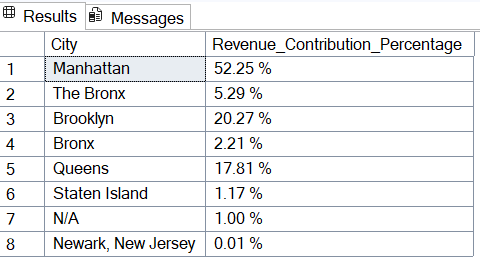 Results Messages
City Revenue_Contribution_Percentage
1 Manhattan 52.25 %
2 The Bronx 5.29 %
3 Brooklyn 20.27 %
4 Bronx 2.21 %
5 Queens 17.81 %
6 Staten Island 1.17 %
7 N/A 1.00 %
8 Newark, New Jersey 0.01 %